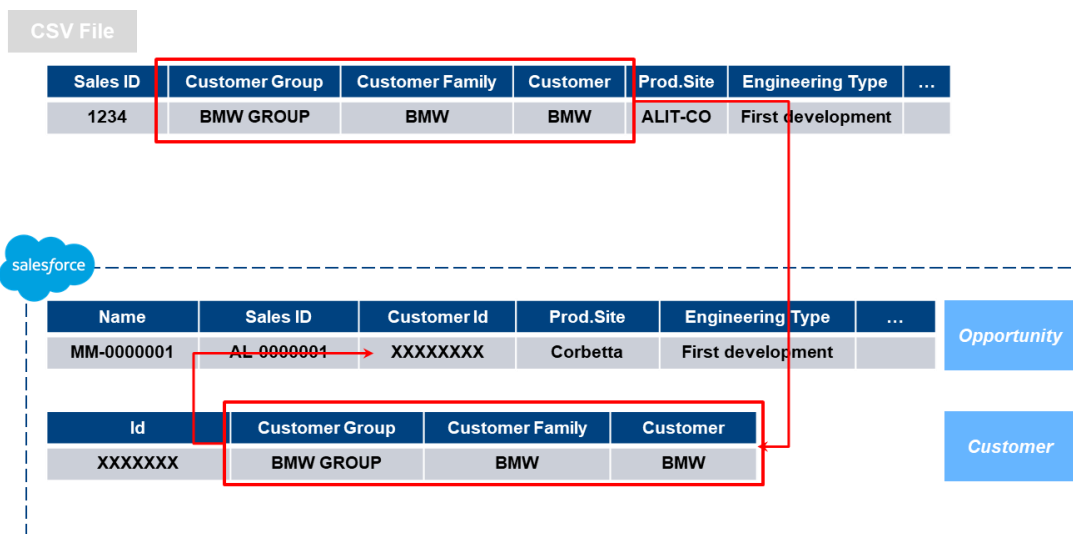 CSV File
Sales ID Customer Group Customer Family Customer Prod.Site Engineering Type ...
1234 BMW GROUP BMW BMW ALIT-CO First development
salesforce
Name Sales ID Customer Id Prod.Site Engineering Type ...
MM-0000001 AL-0000001 XXXXXXXX Corbetta First development
Opportunity
Id Customer Group Customer Family Customer
XXXXXXX BMW GROUP BMW BMW
Customer